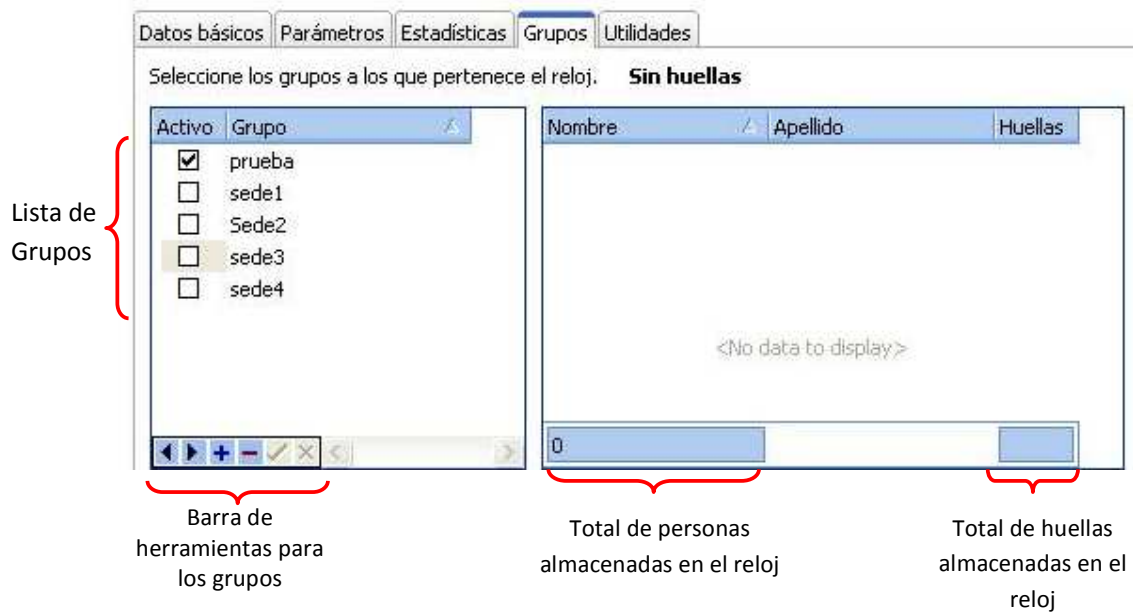 Datos básicos Parámetros Estadísticas Grupos Utilidades
Seleccione los grupos a los que pertenece el reloj. Sin huellas
Activo Grupo
Nombre Apellido Huellas
prueba
sede1
Sede2
sede3
sede4
Lista de
Grupos
<No data to display>
0
Barra de
herramientas para
los grupos
Total de personas
almacenadas en el reloj
Total de huellas
almacenadas en el
reloj